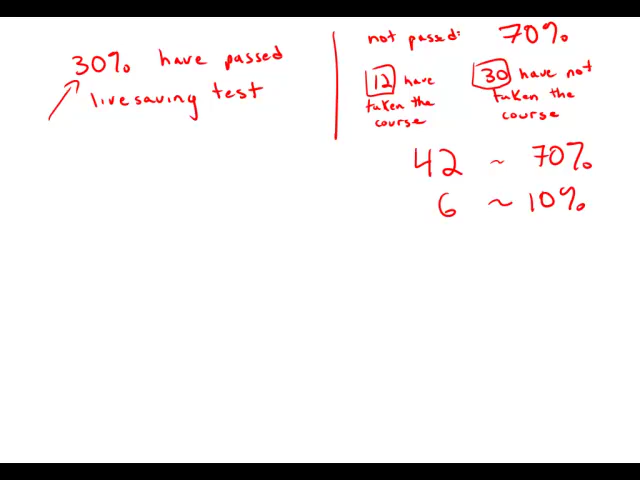 30% have passed
livesaving test
not passed: 70%
12 have
taken the
course
30 have not
taken the
course
42 ~ 70%
6 ~ 10%